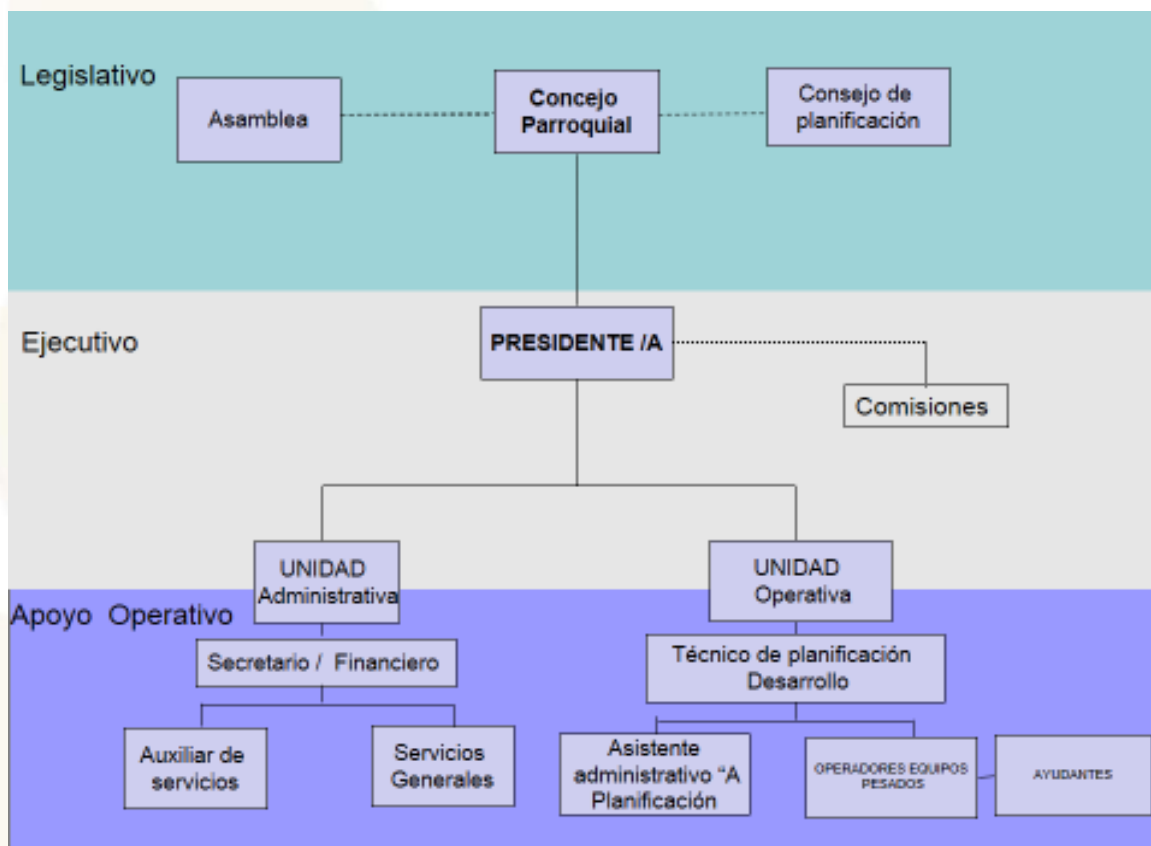 Legislativo
Asamblea
Concejo
Parroquial
Consejo de
planificación
Ejecutivo
PRESIDENTE /A
Comisiones
UNIDAD
Administrativa
UNIDAD
Operativa
Apoyo Operativo
Secretario / Financiero
Técnico de planificación
Desarrollo
Auxiliar de
servicios
Servicios
Generales
Asistente
administrativo “A
Planificación
OPERADORES EQUIPOS
PESADOS
AYUDANTES